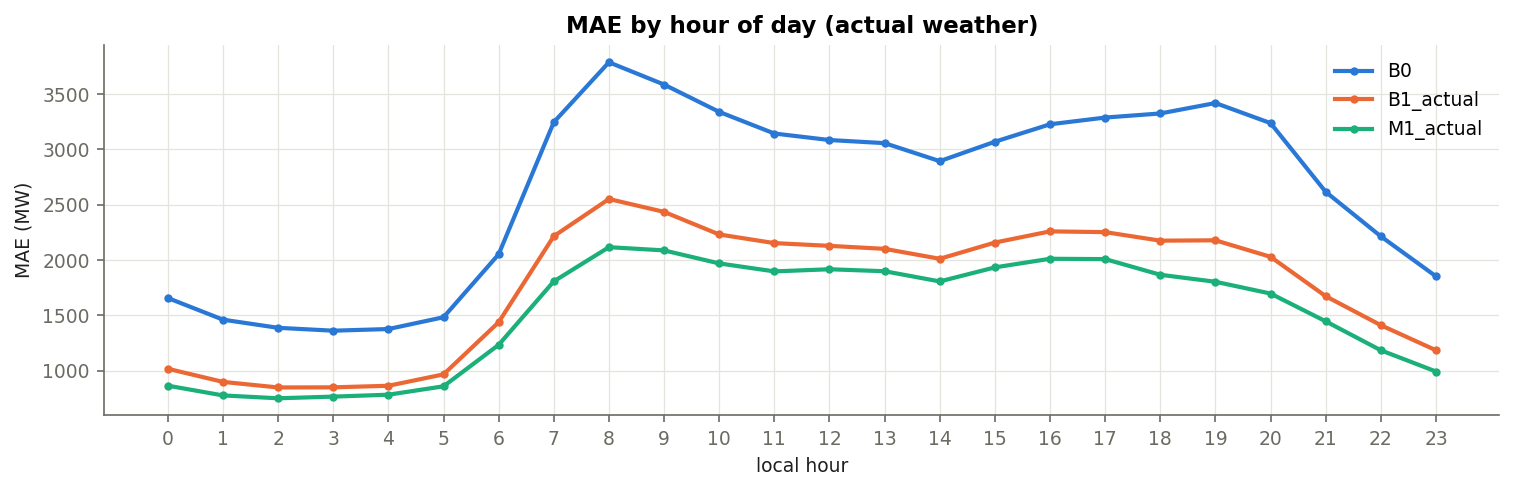 MAE by hour of day (actual weather)
B0
B1_actual
M1_actual
MAE (MW)
3500
3000
2500
2000
1500
1000
0 1 2 3 4 5 6 7 8 9 10 11 12 13 14 15 16 17 18 19 20 21 22 23
local hour